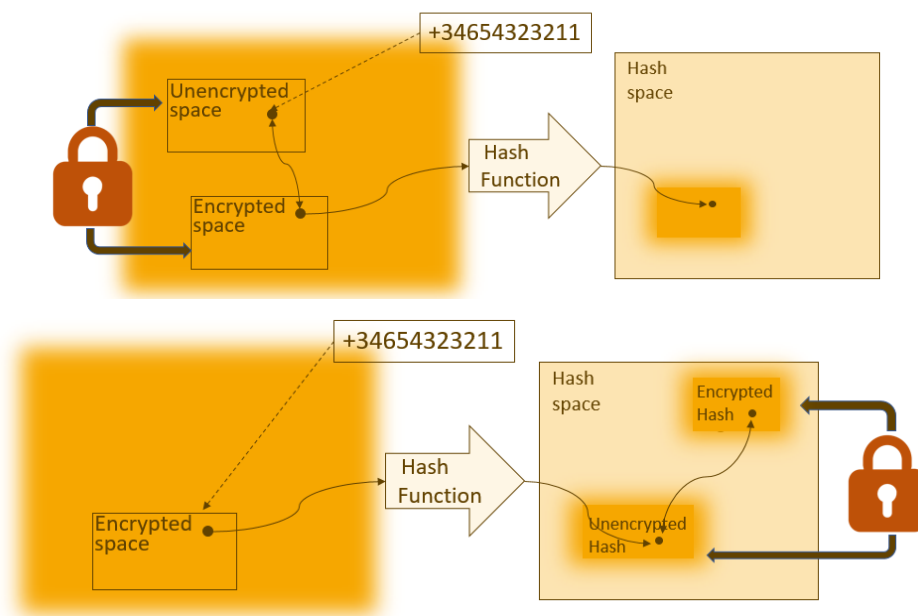 +34654323211
Unencrypted
space
Encrypted
space
Hash
Function
Hash
space
+34654323211
Encrypted
space
Hash
Function
Hash
space
Encrypted
Hash
Unencrypted
Hash